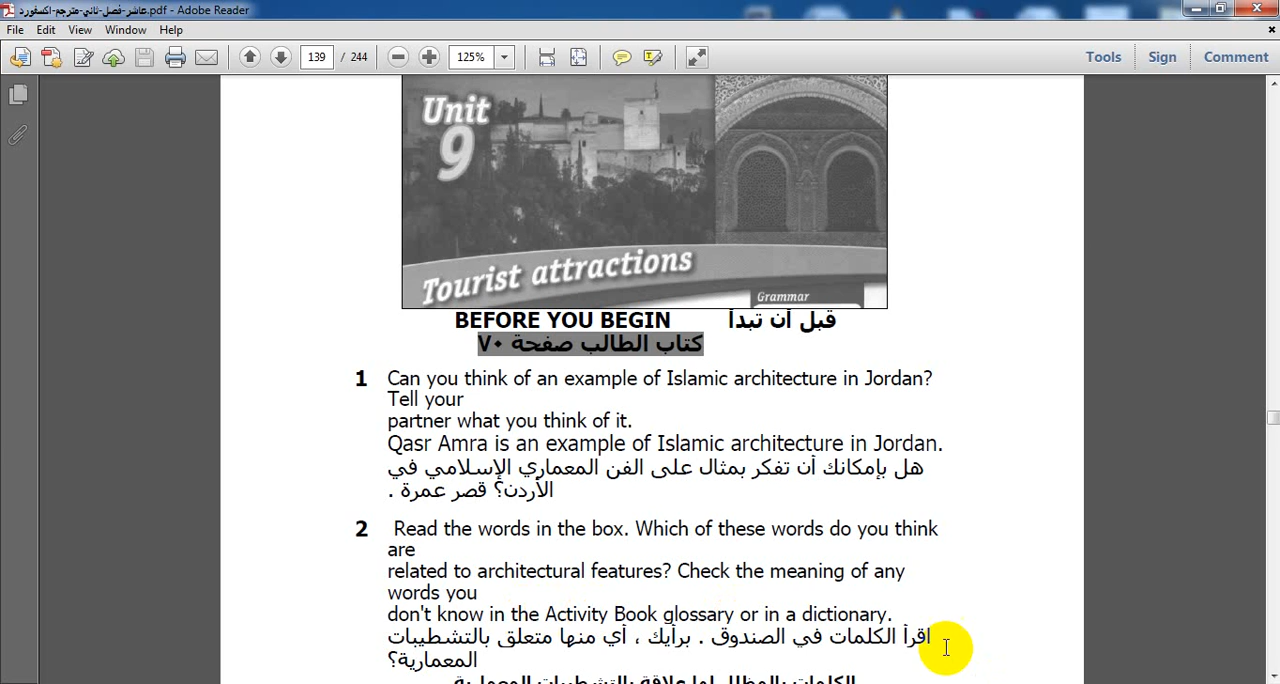 عاشر-فصل-ثاني-مترجم-اكسفورد.pdf - Adobe Reader
File Edit View Window Help
139 / 244 125% Tools Sign Comment
Unit
9
Tourist attractions
Grammar
BEFORE YOU BEGIN قبل أن تبدأ
كتاب الطالب صفحة ٧٠
1 Can you think of an example of Islamic architecture in Jordan?
Tell your
partner what you think of it.
Qasr Amra is an example of Islamic architecture in Jordan.
هل بإمكانك أن تفكر بمثال على الفن المعماري الإسلامي في
الأردن؟ قصر عمرة .
2 Read the words in the box. Which of these words do you think
are
related to architectural features? Check the meaning of any
words you
don't know in the Activity Book glossary or in a dictionary.
اقرأ الكلمات في الصندوق . برأيك ، أي منها متعلق بالتشطيبات
المعمارية؟
الكلمات بالمظلل لها علاقة بالتشطيبات المعمارية